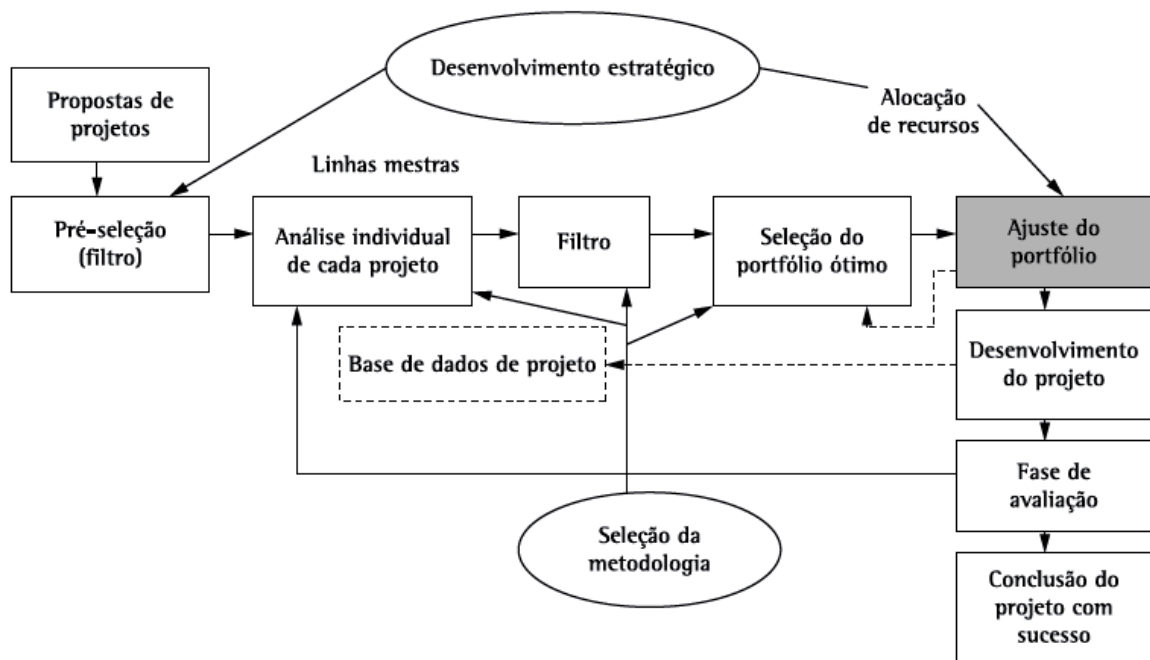 Desenvolvimento estratégico
Propostas de
projetos
Alocação
de recursos
Linhas mestras
Pré-seleção
(filtro)
Análise individual
de cada projeto
Filtro
Seleção do
portfólio ótimo
Ajuste do
portfólio
Base de dados de projeto
Desenvolvimento
do projeto
Fase de
avaliação
Seleção da
metodologia
Conclusão do
projeto com
sucesso